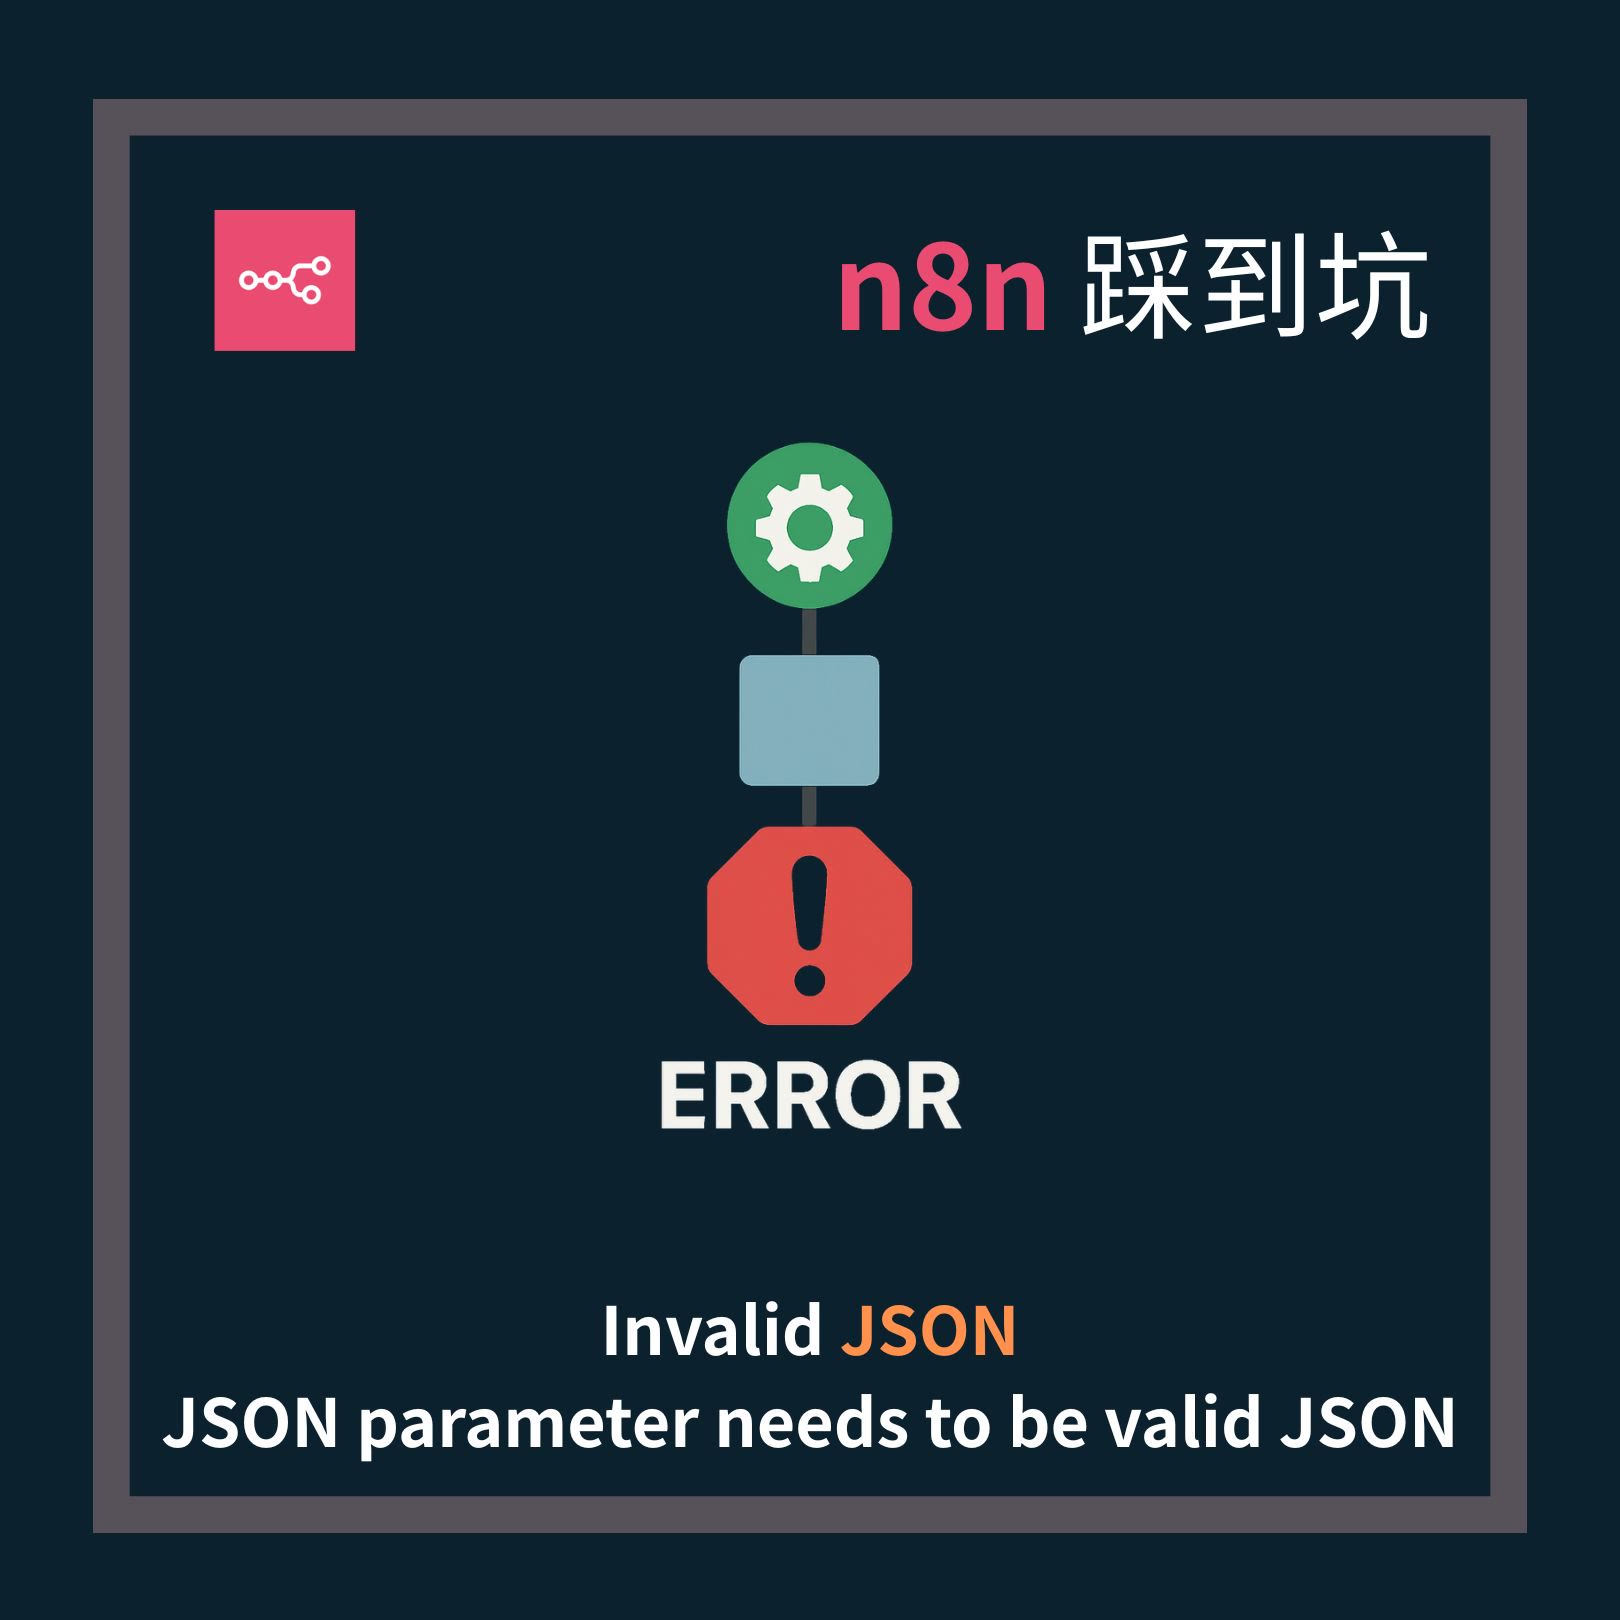 n8n 踩到坑
ERROR
Invalid JSON
JSON parameter needs to be valid JSON